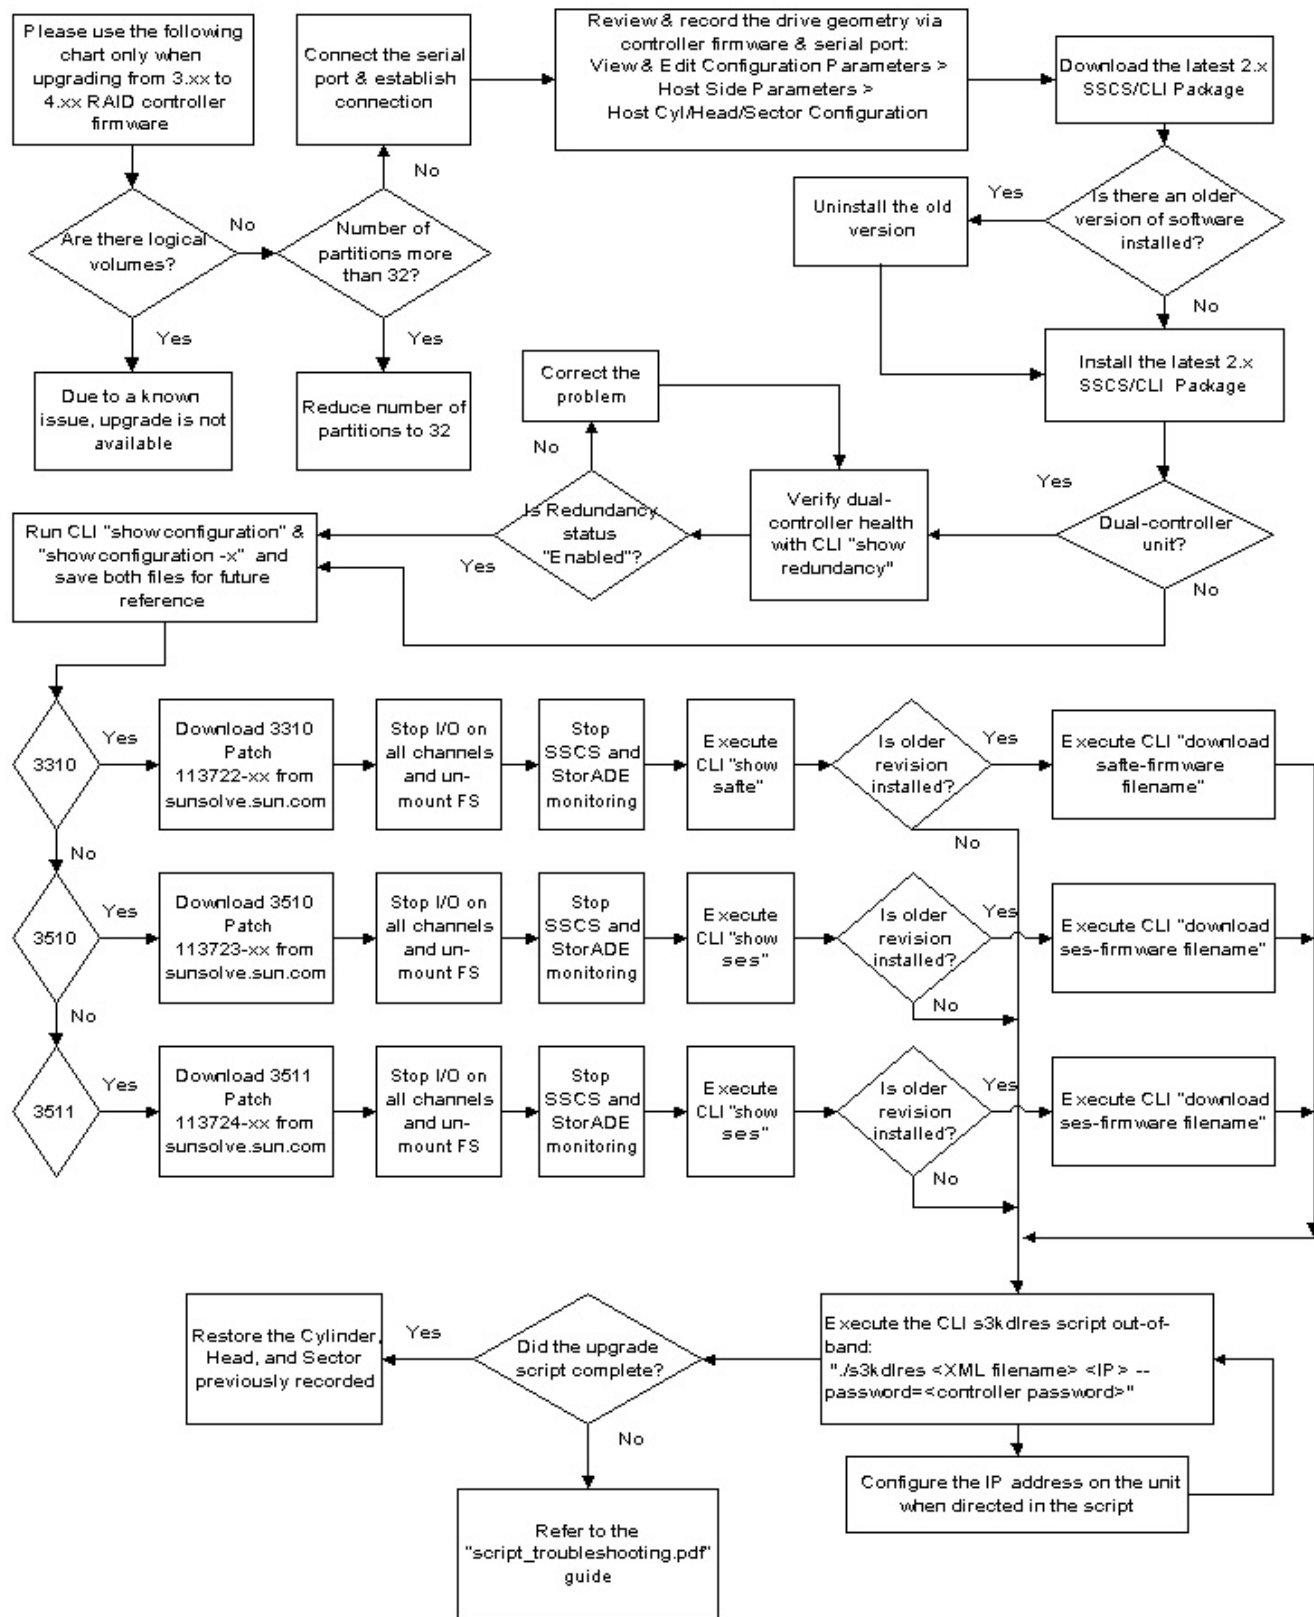 Please use the following
chart only when
upgrading from 3.xx to
4.xx RAID controller
firmware
Connect the serial
port & establish
connection
Review & record the drive geometry via
controller firmware & serial port:
View & Edit Configuration Parameters >
Host Side Parameters >
Host Cyl/Head/Sector Configuration
Download the latest 2.x
SSCS/CLI Package
No
Are there logical
volumes?
No
Number of
partitions more
than 32?
Uninstall the old
version
Yes
Is there an older
version of software
installed?
No
Yes
Yes
Due to a known
issue, upgrade is not
available
Reduce number of
partitions to 32
Correct the
problem
Install the latest 2.x
SSCS/CLI Package
No
Yes
Run CLI "show configuration" &
"show configuration -x" and
save both files for future
reference
Yes
Is Redundancy
status
"Enabled"?
Verify dual-
controller health
with CLI "show
redundancy"
Dual-controller
unit?
No
3310
Yes
Download 3310
Patch
113722-xx from
sunsolve.sun.com
Stop I/O on
all channels
and un-
mount FS
Stop
SSCS and
StorADE
monitoring
Execute
CLI "show
safte"
Is older
revision
installed?
Yes
Execute CLI "download
safte-firmware
filename"
No
No
3510
Yes
Download 3510
Patch
113723-xx from
sunsolve.sun.com
Stop I/O on
all channels
and un-
mount FS
Stop
SSCS and
StorADE
monitoring
Execute
CLI "show
ses"
Is older
revision
installed?
Yes
Execute CLI "download
ses-firmware filename"
No
No
3511
Yes
Download 3511
Patch
113724-xx from
sunsolve.sun.com
Stop I/O on
all channels
and un-
mount FS
Stop
SSCS and
StorADE
monitoring
Execute
CLI "show
ses"
Is older
revision
installed?
Yes
Execute CLI "download
ses-firmware filename"
No
Restore the Cylinder,
Head, and Sector
previously recorded
Yes
Did the upgrade
script complete?
Execute the CLI s3kdlres script out-of-
band:
"./s3kdlres <XML filename> <IP> --
password=<controller password>"
No
Configure the IP address on the unit
when directed in the script
Refer to the
"script_troubleshooting.pdf"
guide